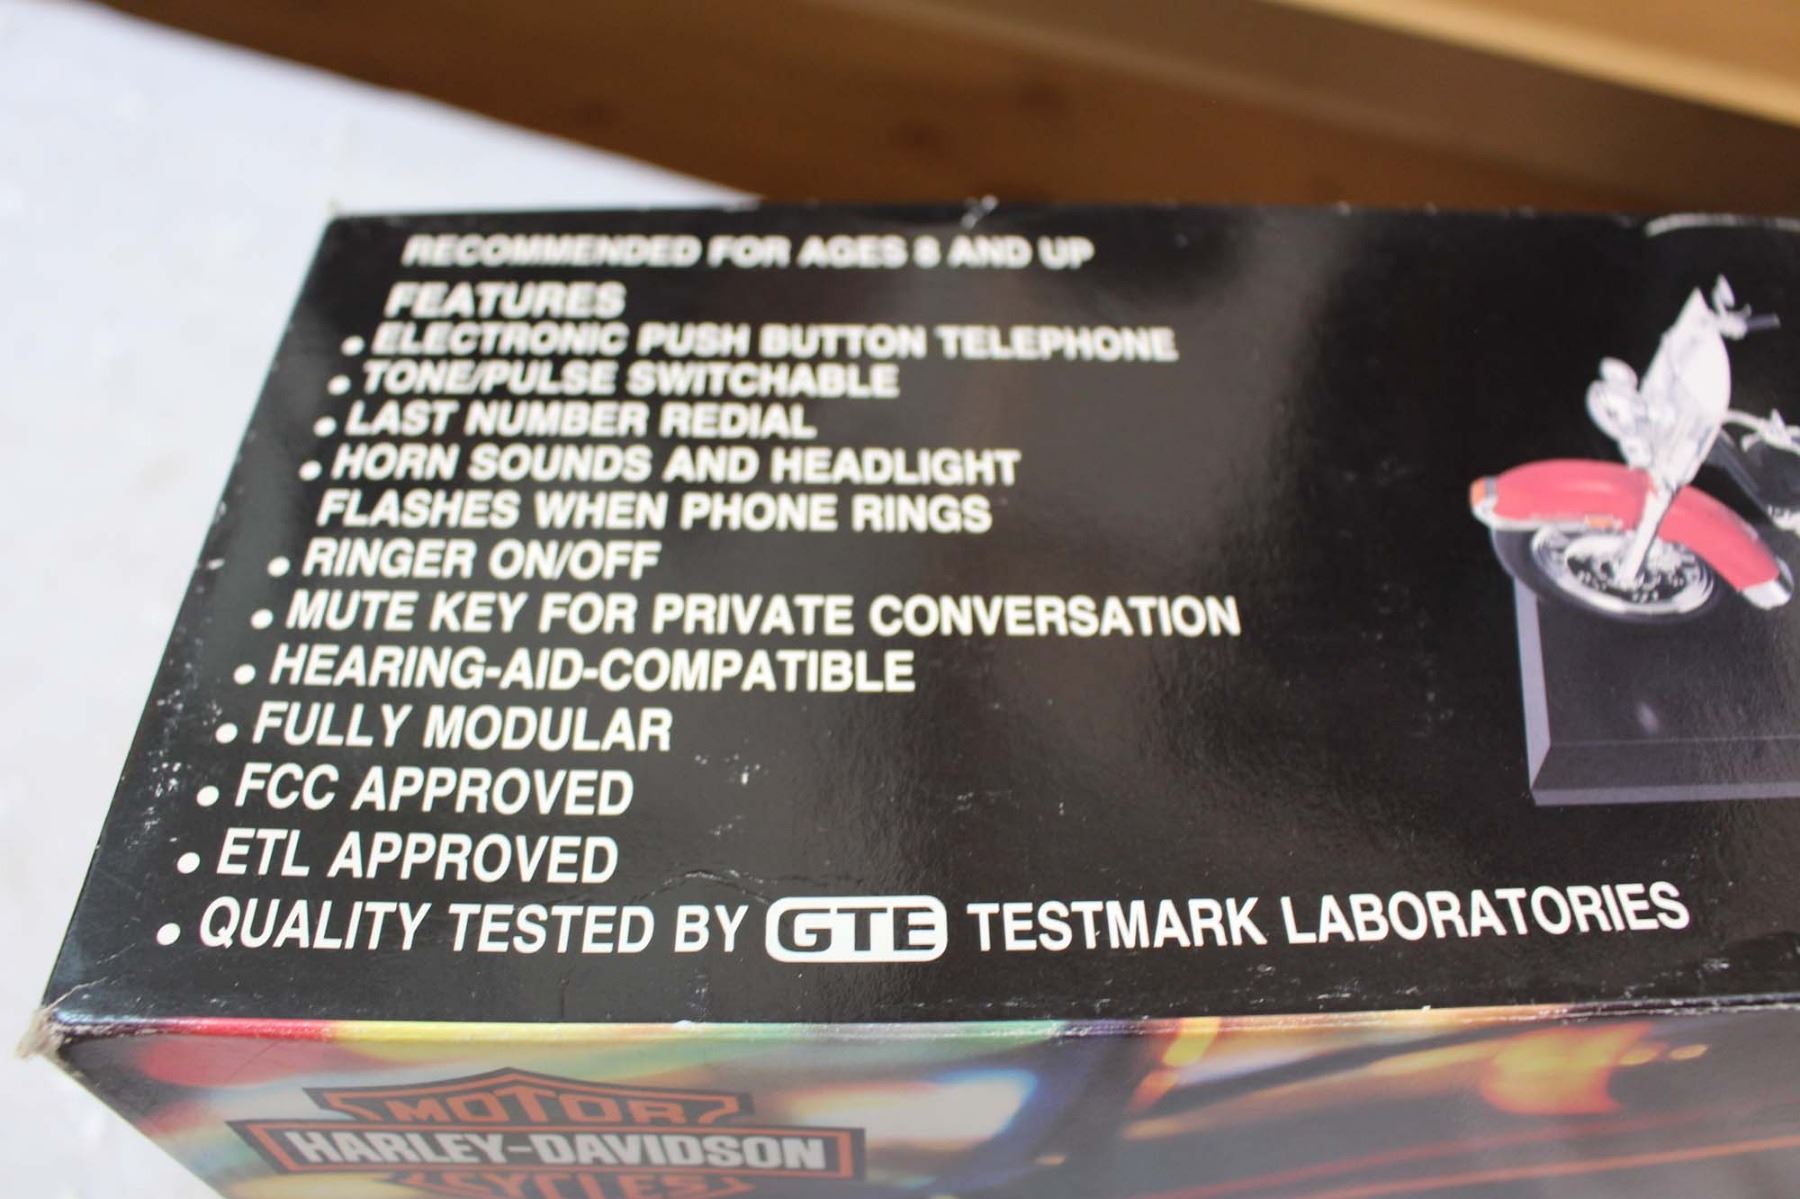 RECOMMENDED FOR AGES 8 AND UP
FEATURES
• ELECTRONIC PUSH BUTTON TELEPHONE
• TONE/PULSE SWITCHABLE
• LAST NUMBER REDIAL
• HORN SOUNDS AND HEADLIGHT
FLASHES WHEN PHONE RINGS
• RINGER ON/OFF
• MUTE KEY FOR PRIVATE CONVERSATION
• HEARING-AID-COMPATIBLE
• FULLY MODULAR
• FCC APPROVED
• ETL APPROVED
• QUALITY TESTED BY GTE TESTMARK LABORATORIES
MOTOR
HARLEY-DAVIDSON
CYCLES